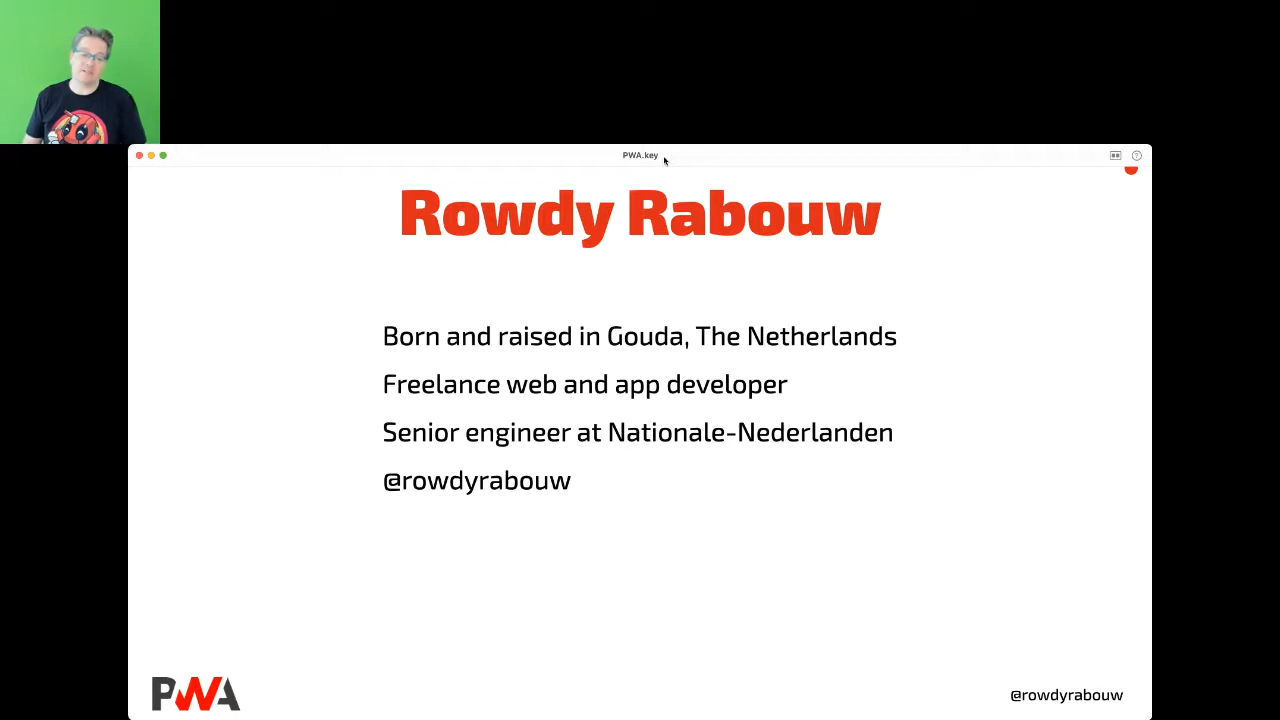 PWA.key
Rowdy Rabouw
Born and raised in Gouda, The Netherlands
Freelance web and app developer
Senior engineer at Nationale-Nederlanden
@rowdyrabouw
PWA
@rowdyrabouw